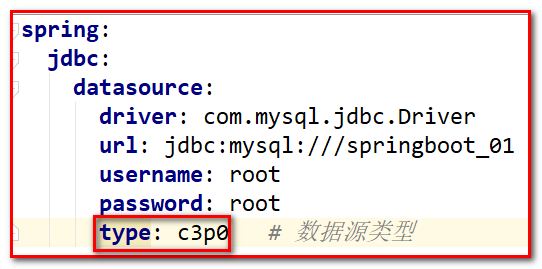 spring:
jdbc:
datasource:
driver: com.mysql.jdbc.Driver
url: jdbc:mysql:///springboot_01
username: root
password: root
type: c3p0 # 数据源类型